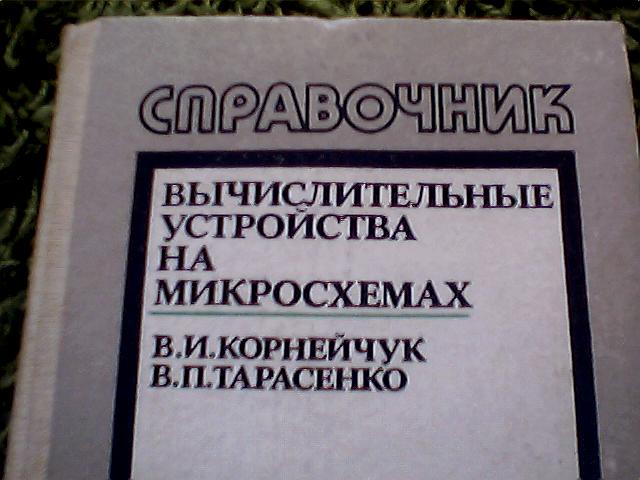 СПРАВОЧНИК
ВЫЧИСЛИТЕЛЬНЫЕ
УСТРОЙСТВА
НА
МИКРОСХЕМАХ
В.И.КОРНЕЙЧУК
В.П.ТАРАСЕНКО